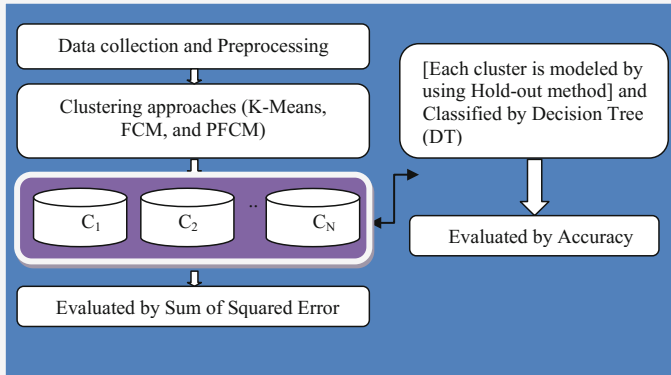 Data collection and Preprocessing
Clustering approaches (K-Means,
FCM, and PFCM)
C1
C2
..
CN
Evaluated by Sum of Squared Error
[Each cluster is modeled by
using Hold-out method] and
Classified by Decision Tree
(DT)
Evaluated by Accuracy